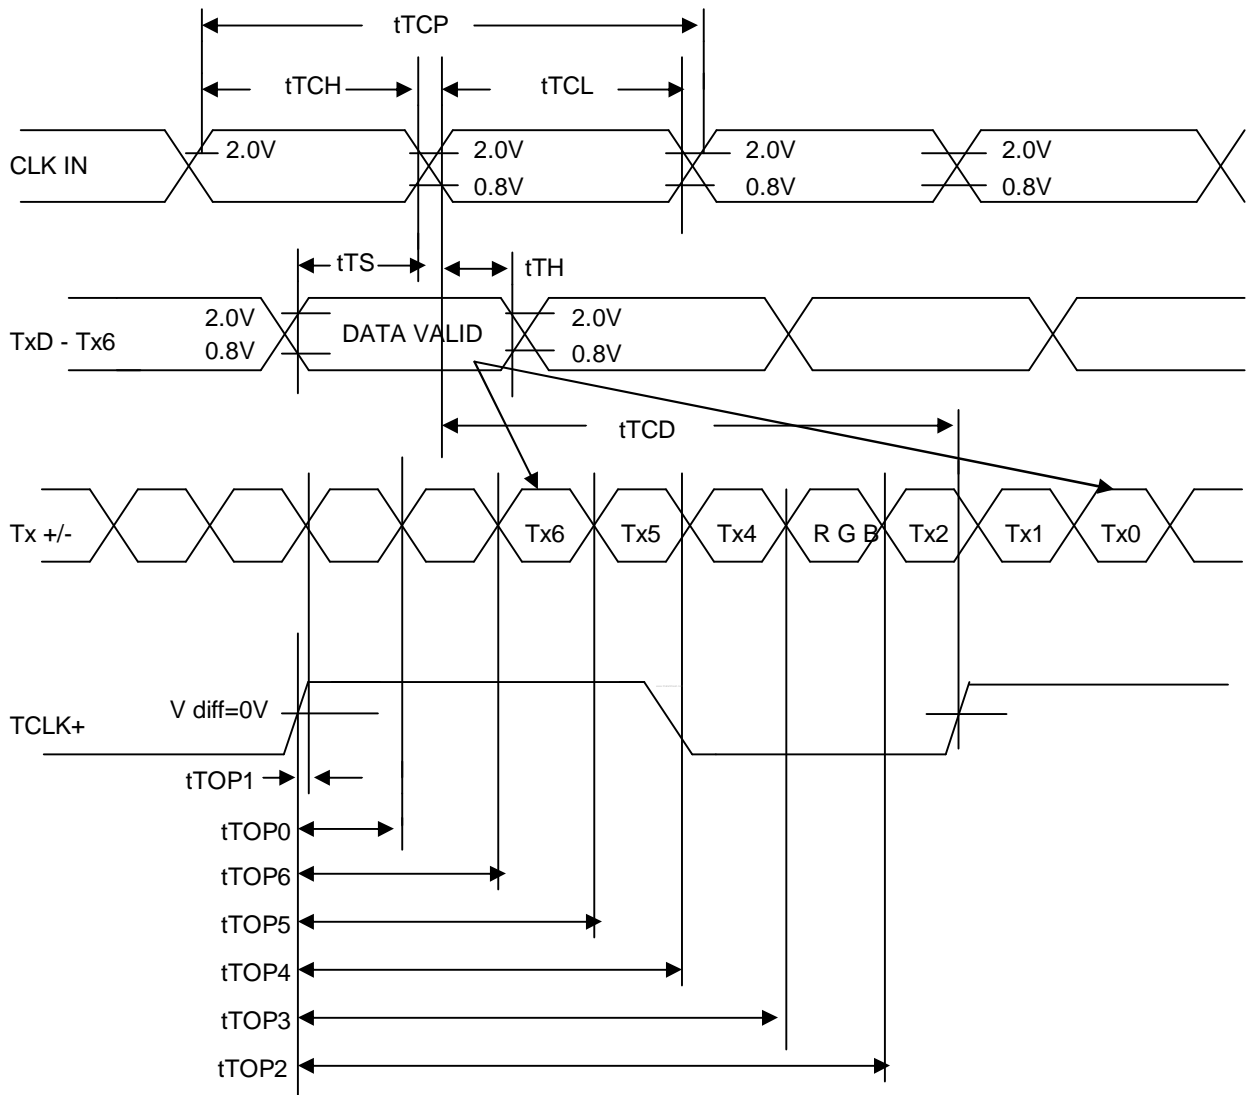 tTCP
tTCH
tTCL
CLK IN
2.0V
2.0V
2.0V
2.0V
0.8V
0.8V
0.8V
tTS
tTH
TxD - Tx6
2.0V
0.8V
DATA VALID
2.0V
0.8V
tTCD
Tx +/-
Tx6
Tx5
Tx4
R G B
Tx2
Tx1
Tx0
V diff=0V
TCLK+
tTOP1
tTOP0
tTOP6
tTOP5
tTOP4
tTOP3
tTOP2